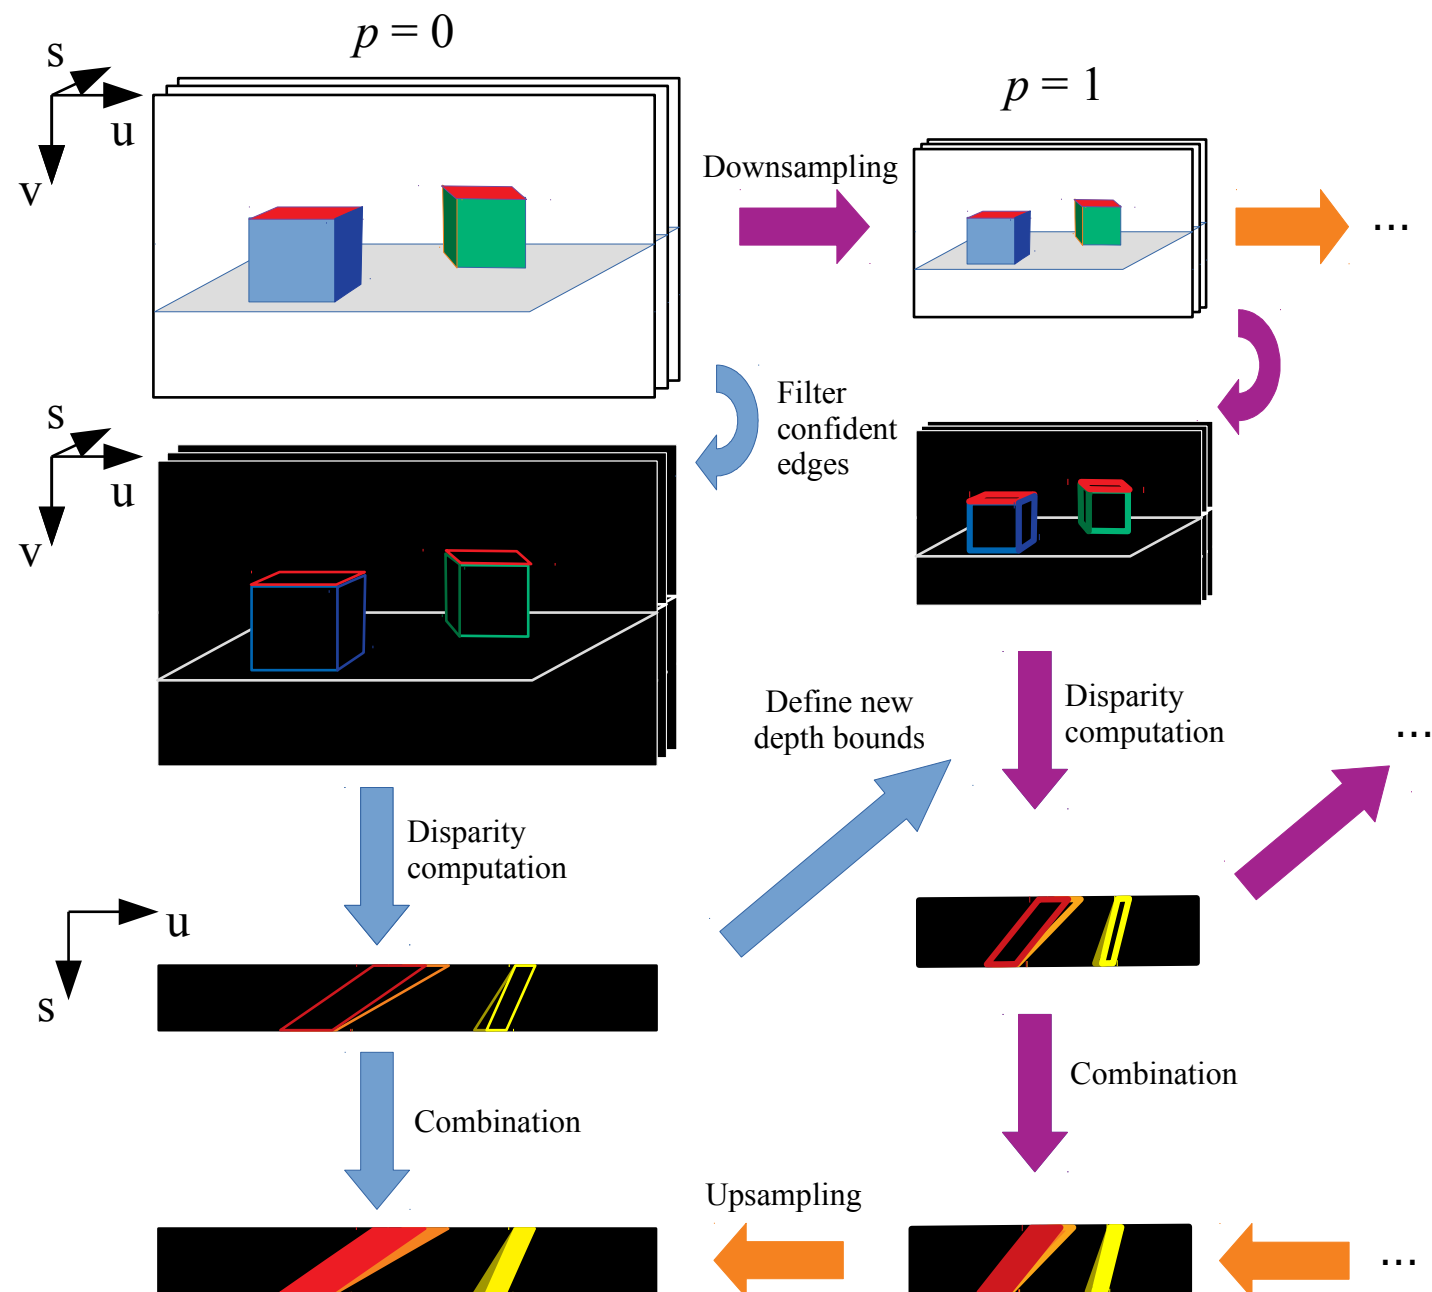 p = 0
s
u
v
p = 1
Downsampling
...
s
u
v
Filter
confident
edges
Define new
depth bounds
Disparity
computation
...
Disparity
computation
u
s
Combination
Combination
Upsampling
...